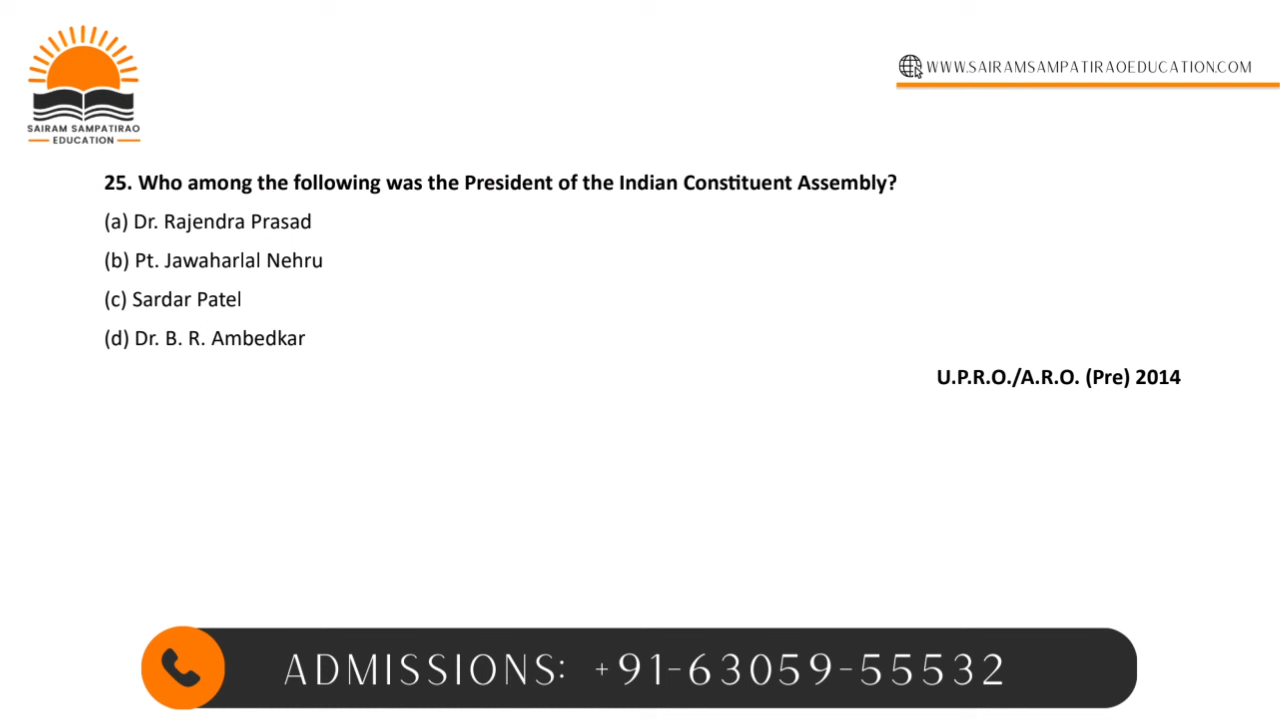 SAIRAM SAMPATIRAO
EDUCATION
WWW.SAIRAMSAMPATIRAOEDUCATION.COM
25. Who among the following was the President of the Indian Constituent Assembly?
(a) Dr. Rajendra Prasad
(b) Pt. Jawaharlal Nehru
(c) Sardar Patel
(d) Dr. B. R. Ambedkar
U.P.R.O./A.R.O. (Pre) 2014
ADMISSIONS: +91-63059-55532